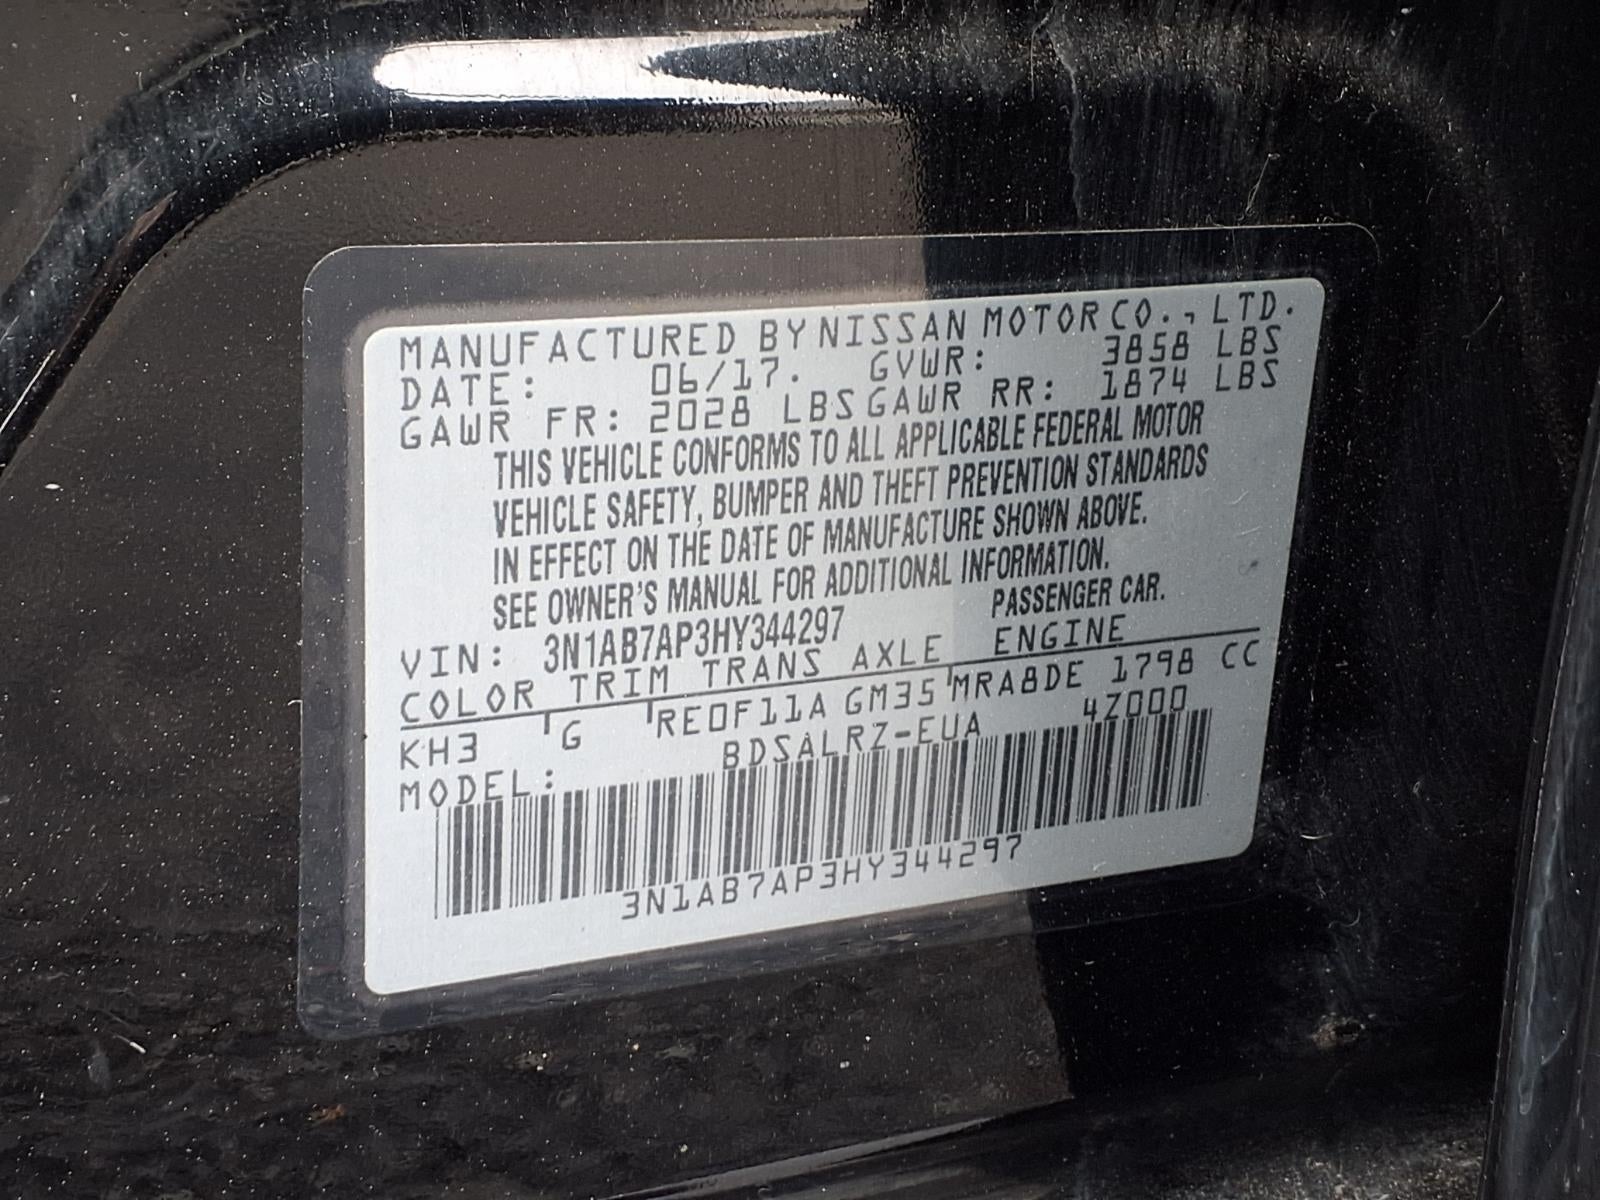 MANUFACTURED BY NISSAN MOTOR CO., LTD.
DATE: 06/17. GVWR: 3858 LBS
GAWR FR: 2028 LBS GAWR RR: 1874 LBS
THIS VEHICLE CONFORMS TO ALL APPLICABLE FEDERAL MOTOR
VEHICLE SAFETY, BUMPER AND THEFT PREVENTION STANDARDS
IN EFFECT ON THE DATE OF MANUFACTURE SHOWN ABOVE.
SEE OWNER'S MANUAL FOR ADDITIONAL INFORMATION.
VIN: 3N1AB7AP3HY344297 PASSENGER CAR.
COLOR TRIM TRANS AXLE ENGINE
KH3 G RE0F11A GM35 MRA8DE 1798 CC
MODEL: BDSALRZ-EUA 4Z000
3N1AB7AP3HY344297